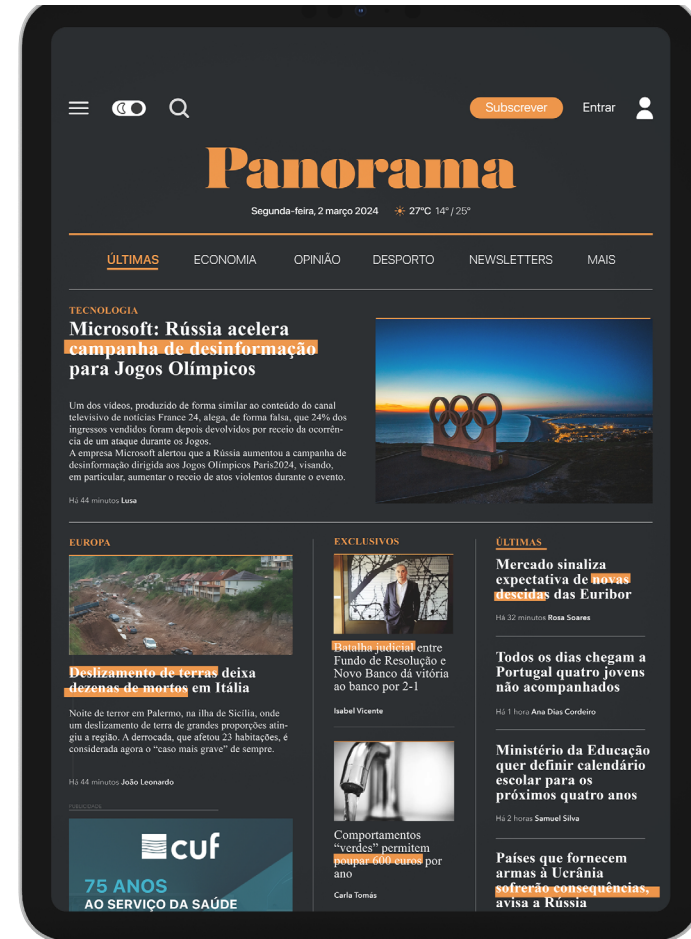 Subscrever
Entrar
Panorama
Segunda-feira, 2 março 2024 27°C 14° / 25°
ÚLTIMAS ECONOMIA OPINIÃO DESPORTO NEWSLETTERS MAIS
TECNOLOGIA
Microsoft: Rússia acelera
campanha de desinformação
para Jogos Olímpicos
Um dos vídeos, produzido de forma similar ao conteúdo do canal
televisivo de notícias France 24, alega, de forma falsa, que 24% dos
ingressos vendidos foram depois devolvidos por receio da ocorrên-
cia de um ataque durante os Jogos.
A empresa Microsoft alertou que a Rússia aumentou a campanha de
desinformação dirigida aos Jogos Olímpicos Paris2024, visando,
em particular, aumentar o receio de atos violentos durante o evento.
Há 44 minutos Lusa
EUROPA
Deslizamento de terras deixa
dezenas de mortos em Itália
Noite de terror em Palermo, na ilha de Sicília, onde
um deslizamento de terra de grandes proporções atin-
giu a região. A derrocada, que afetou 23 habitações, é
considerada agora o “caso mais grave” de sempre.
Há 44 minutos João Leonardo
PUBLICIDADE
cuf
75 ANOS
AO SERVIÇO DA SAÚDE
EXCLUSIVOS
Batalha judicial entre
Fundo de Resolução e
Novo Banco dá vitória
ao banco por 2-1
Isabel Vicente
Comportamentos
“verdes” permitem
poupar 600 euros por
ano
Carla Tomás
ÚLTIMAS
Mercado sinaliza
expectativa de novas
descidas das Euribor
Há 32 minutos Rosa Soares
Todos os dias chegam a
Portugal quatro jovens
não acompanhados
Há 1 hora Ana Dias Cordeiro
Ministério da Educação
quer definir calendário
escolar para os
próximos quatro anos
Há 2 horas Samuel Silva
Países que fornecem
armas à Ucrânia
sofrerão consequências,
avisa a Rússia